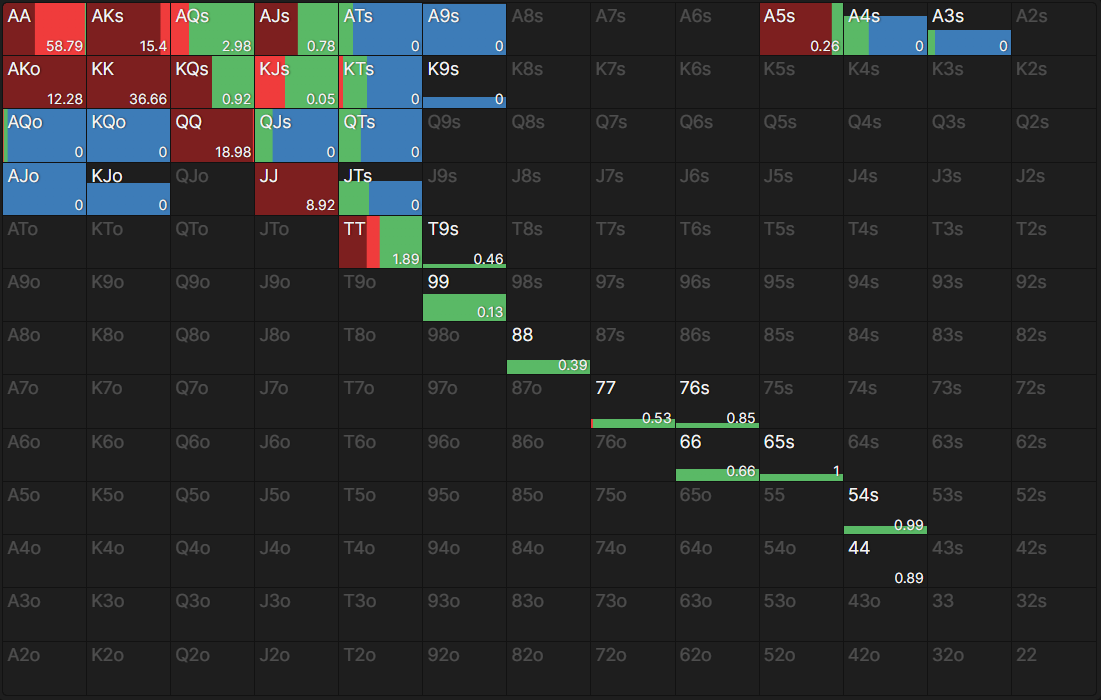 AA AKs AQs AJs ATs A9s A8s A7s A6s A5s A4s A3s A2s
58.79 15.4 2.98 0.78 0 0 0.26 0 0
AKo KK KQs KJs KTs K9s K8s K7s K6s K5s K4s K3s K2s
12.28 36.66 0.92 0.05 0 0
AQo KQo QQ QJs QTs Q9s Q8s Q7s Q6s Q5s Q4s Q3s Q2s
0 0 18.98 0 0
AJo KJo QJo JJ JTs J9s J8s J7s J6s J5s J4s J3s J2s
0 0 8.92 0
ATo KTo QTo JTo TT T9s T8s T7s T6s T5s T4s T3s T2s
1.89 0.46
A9o K9o Q9o J9o T9o 99 98s 97s 96s 95s 94s 93s 92s
0.13
A8o K8o Q8o J8o T8o 98o 88 87s 86s 85s 84s 83s 82s
0.39
A7o K7o Q7o J7o T7o 97o 87o 77 76s 75s 74s 73s 72s
0.53 0.85
A6o K6o Q6o J6o T6o 96o 86o 76o 66 65s 64s 63s 62s
0.66 1
A5o K5o Q5o J5o T5o 95o 85o 75o 65o 55 54s 53s 52s
0.99
A4o K4o Q4o J4o T4o 94o 84o 74o 64o 54o 44 43s 42s
0.89
A3o K3o Q3o J3o T3o 93o 83o 73o 63o 53o 43o 33 32s
A2o K2o Q2o J2o T2o 92o 82o 72o 62o 52o 42o 32o 22